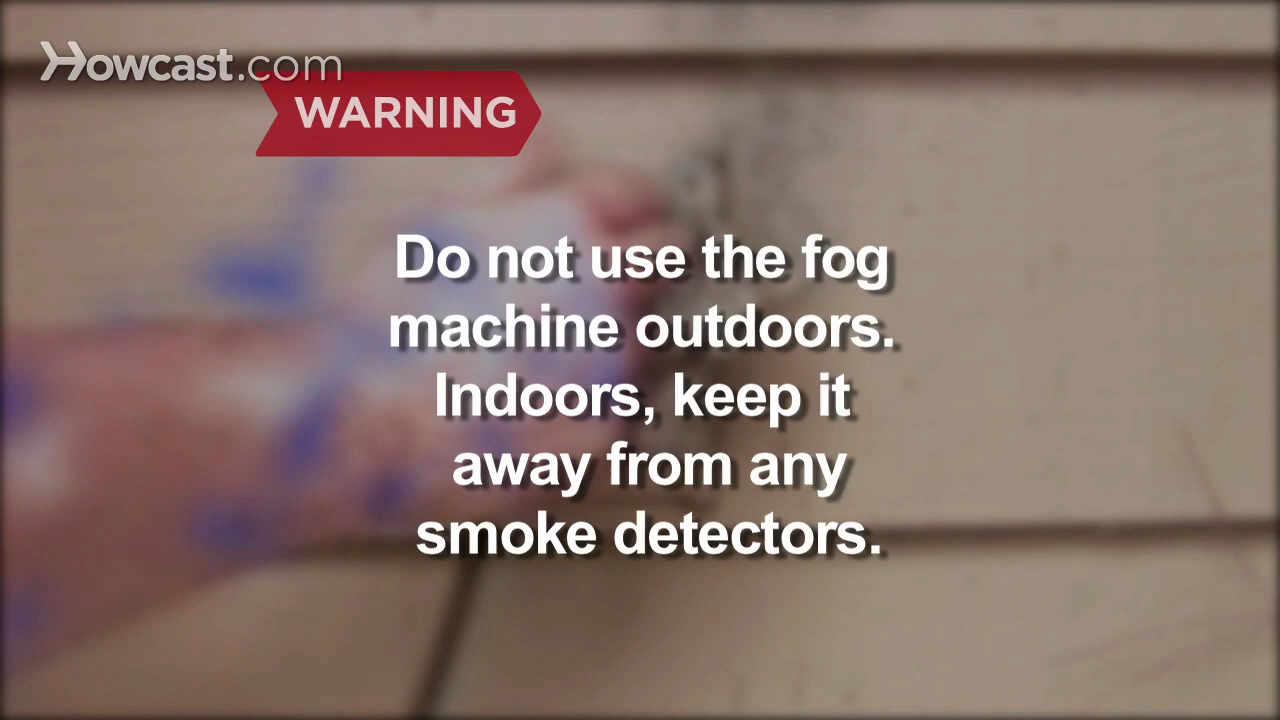 Howcast.com
WARNING
Do not use the fog
machine outdoors.
Indoors, keep it
away from any
smoke detectors.